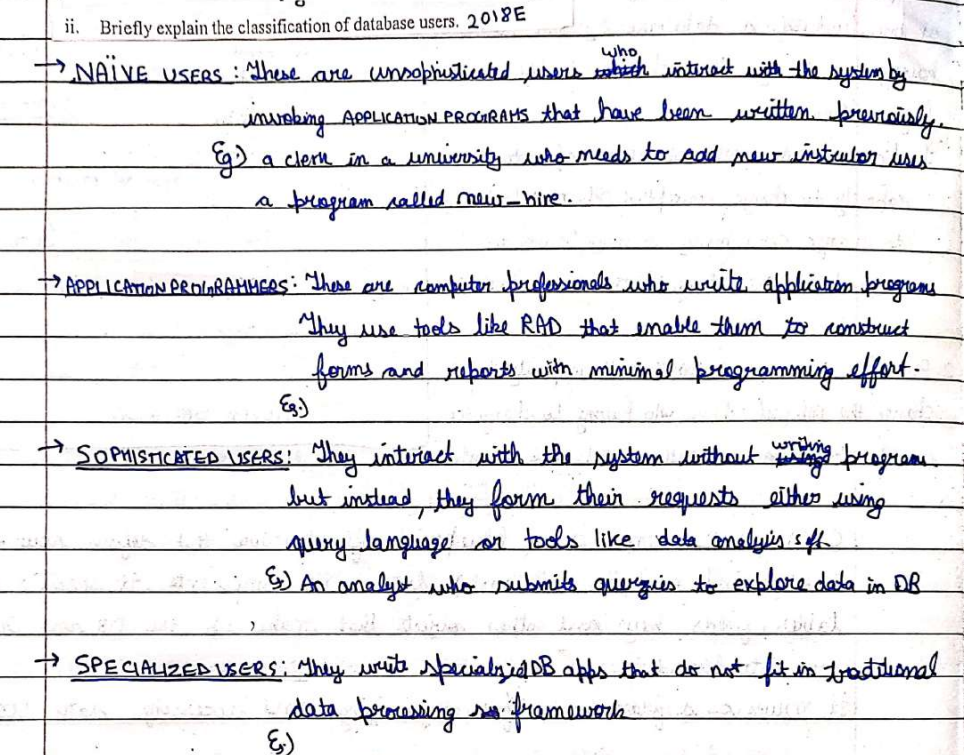 ii. Briefly explain the classification of database users. 2018E
→ NAÏVE USERS : These are unsophisticated users who interact with the system by
invoking APPLICATION PROGRAMS that have been written previously.
Eg:) a clerk in a university who needs to add new instructor uses
a program called new_hire.
→ APPLICATION PROGRAMMERS: These are computer professionals who write application programs
They use tools like RAD that enable them to construct
forms and reports with minimal programming effort.
Eg:)
→ SOPHISTICATED USERS: They interact with the system without writing program
but instead, they form their requests either using
query language or tools like data analysis sft
Eg:) An analyst who submits querries to explore data in DB
,
→ SPECIALIZED USERS: They write specialzied DB apps that do not fit in traditional
data processing framework
Eg:)